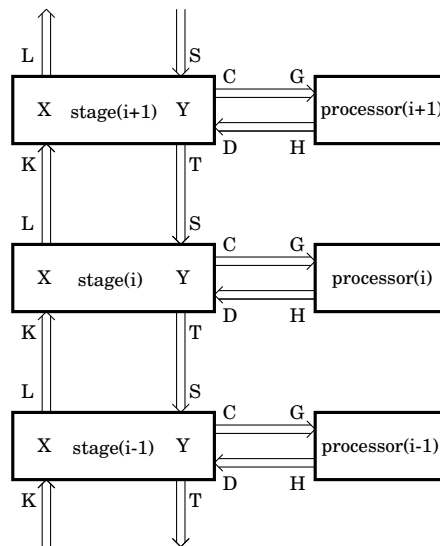 L S
C G
X stage(i+1) Y processor(i+1)
D H
K T
L S
C G
X stage(i) Y processor(i)
D H
K T
L S
C G
X stage(i-1) Y processor(i-1)
D H
K T